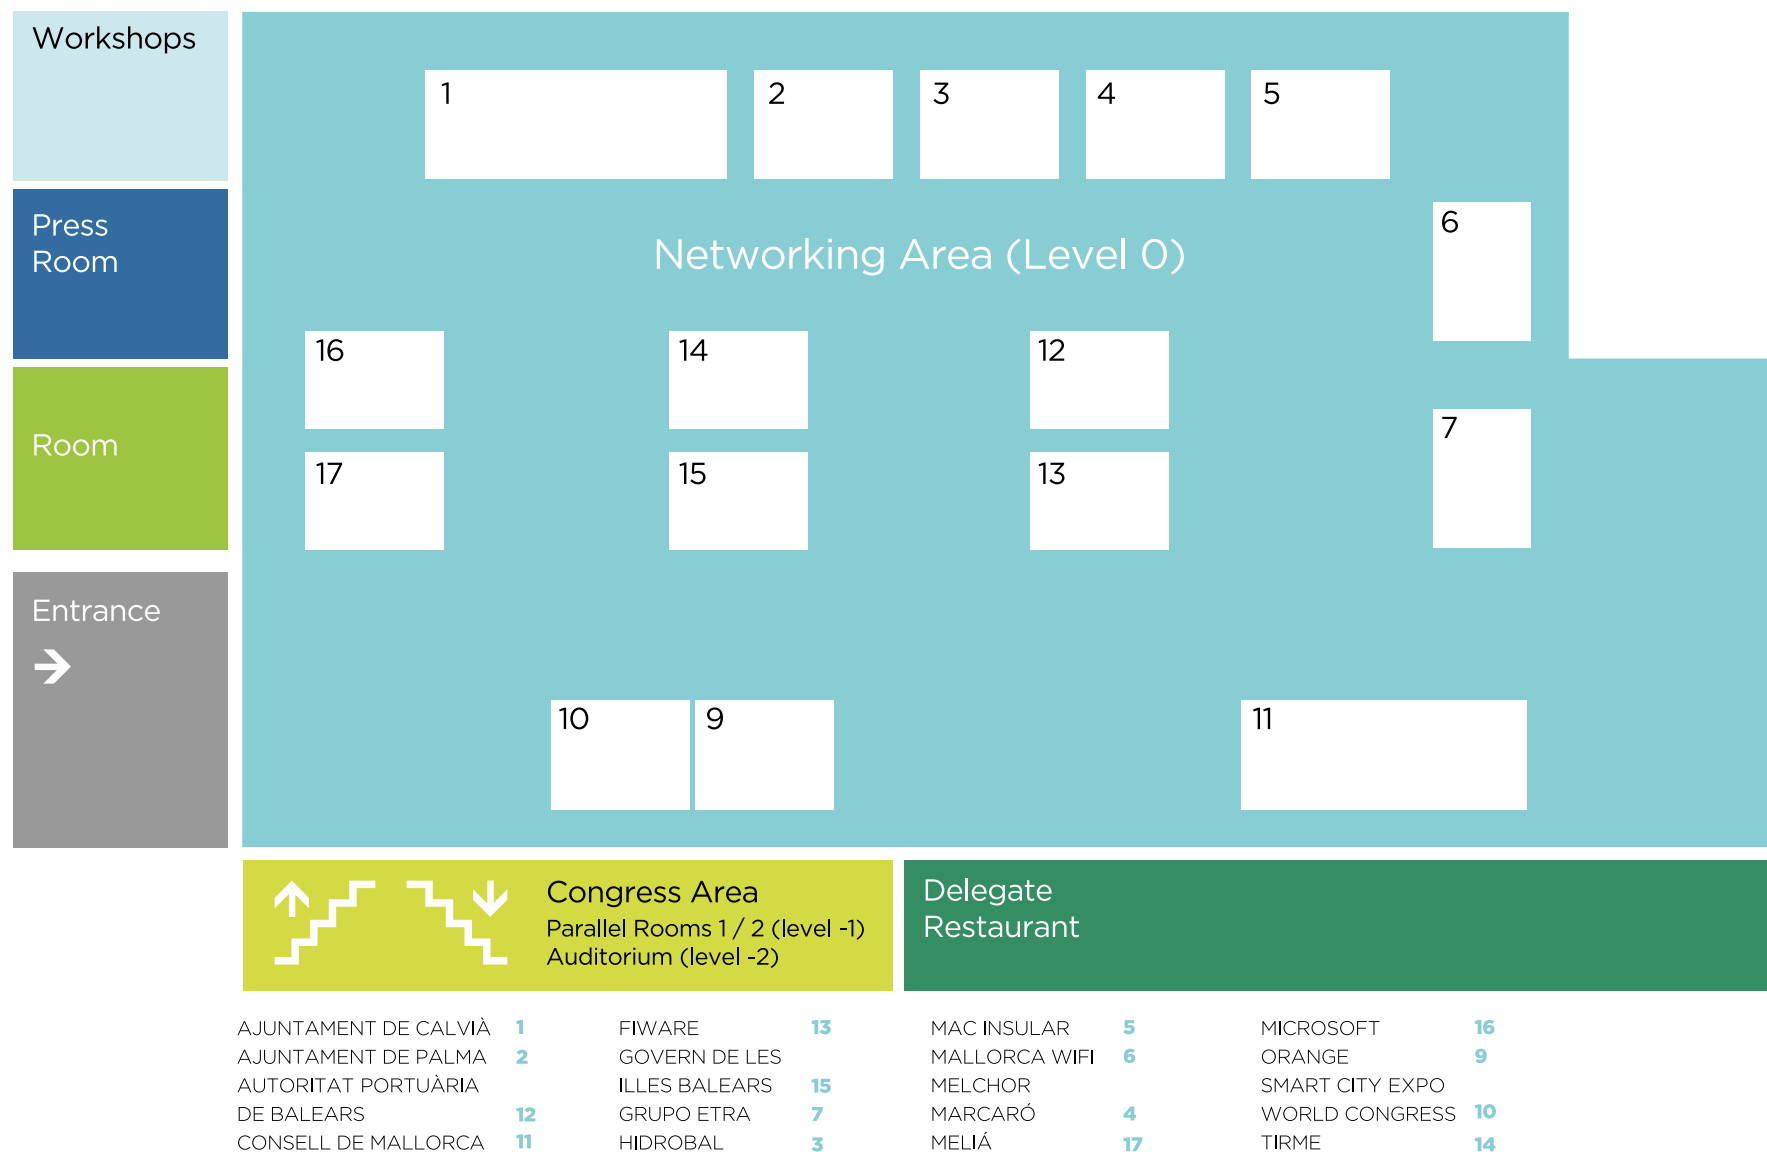 Workshops
Press
Room
Room
Entrance
1
2
3
4
5
Networking Area (Level 0)
6
16
14
12
7
17
15
13
10
9
11
Congress Area
Parallel Rooms 1 / 2 (level -1)
Auditorium (level -2)
Delegate
Restaurant
AJUNTAMENT DE CALVIÀ 1
AJUNTAMENT DE PALMA 2
AUTORITAT PORTUÀRIA
DE BALEARS 12
CONSELL DE MALLORCA 11
FIWARE 13
GOVERN DE LES
ILLES BALEARS 15
GRUPO ETRA 7
HIDROBAL 3
MAC INSULAR 5
MALLORCA WIFI 6
MELCHOR
MARCARÓ 4
MELIÁ 17
MICROSOFT 16
ORANGE 9
SMART CITY EXPO
WORLD CONGRESS 10
TIRME 14